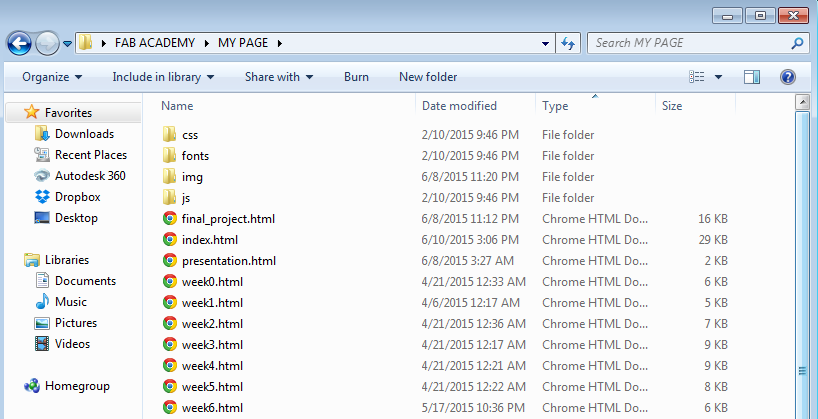 FAB ACADEMY MY PAGE Search MY PAGE
Organize Include in library Share with Burn New folder
Favorites
Downloads
Recent Places
Autodesk 360
Dropbox
Desktop
Libraries
Documents
Music
Pictures
Videos
Homegroup
Name Date modified Type Size
css 2/10/2015 9:46 PM File folder
fonts 2/10/2015 9:46 PM File folder
img 6/8/2015 11:20 PM File folder
js 2/10/2015 9:46 PM File folder
final_project.html 6/8/2015 11:12 PM Chrome HTML Do... 16 KB
index.html 6/10/2015 3:06 PM Chrome HTML Do... 29 KB
presentation.html 6/8/2015 3:27 AM Chrome HTML Do... 2 KB
week0.html 4/21/2015 12:33 AM Chrome HTML Do... 6 KB
week1.html 4/6/2015 12:17 AM Chrome HTML Do... 5 KB
week2.html 4/21/2015 12:36 AM Chrome HTML Do... 7 KB
week3.html 4/21/2015 12:17 AM Chrome HTML Do... 9 KB
week4.html 4/21/2015 12:21 AM Chrome HTML Do... 9 KB
week5.html 4/21/2015 12:22 AM Chrome HTML Do... 8 KB
week6.html 5/17/2015 10:36 PM Chrome HTML Do... 6 KB